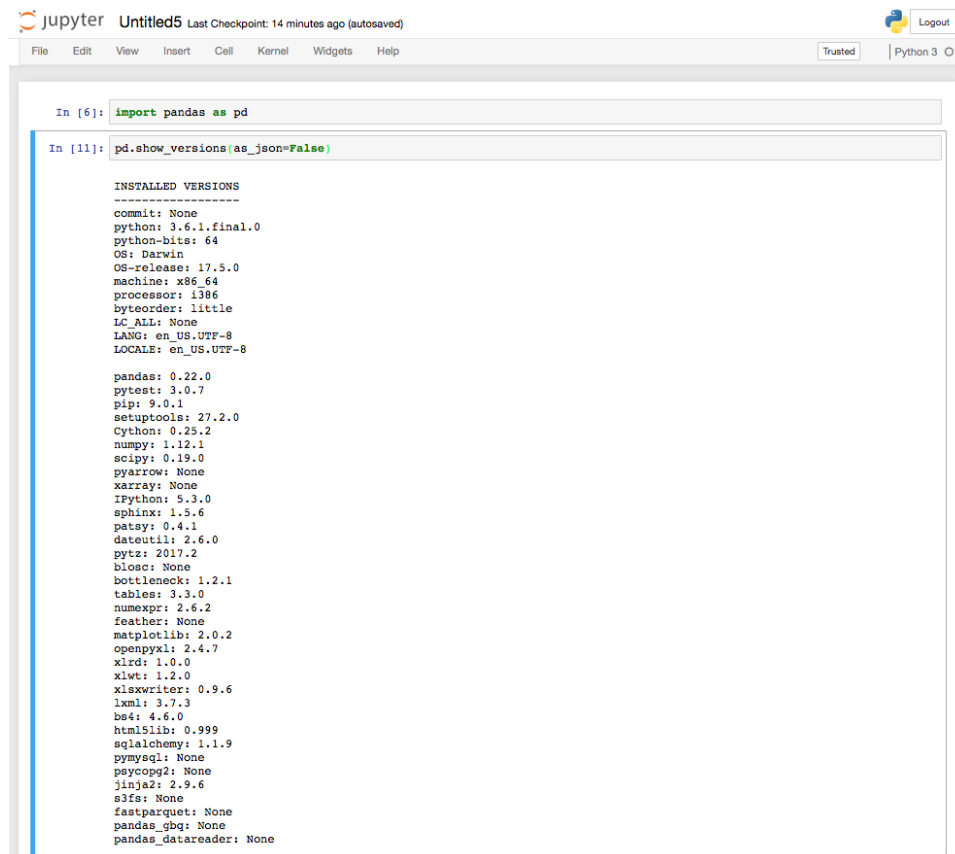 jupyter Untitled5 Last Checkpoint: 14 minutes ago (autosaved) Logout
File Edit View Insert Cell Kernel Widgets Help Trusted Python 3
In [6]: import pandas as pd
In [11]: pd.show_versions(as_json=False)
INSTALLED VERSIONS
------------------
commit: None
python: 3.6.1.final.0
python-bits: 64
OS: Darwin
OS-release: 17.5.0
machine: x86_64
processor: i386
byteorder: little
LC_ALL: None
LANG: en_US.UTF-8
LOCALE: en_US.UTF-8
pandas: 0.22.0
pytest: 3.0.7
pip: 9.0.1
setuptools: 27.2.0
Cython: 0.25.2
numpy: 1.12.1
scipy: 0.19.0
pyarrow: None
xarray: None
IPython: 5.3.0
sphinx: 1.5.6
patsy: 0.4.1
dateutil: 2.6.0
pytz: 2017.2
blosc: None
bottleneck: 1.2.1
tables: 3.3.0
numexpr: 2.6.2
feather: None
matplotlib: 2.0.2
openpyxl: 2.4.7
xlrd: 1.0.0
xlwt: 1.2.0
xlsxwriter: 0.9.6
lxml: 3.7.3
bs4: 4.6.0
html5lib: 0.999
sqlalchemy: 1.1.9
pymysql: None
psycopg2: None
jinja2: 2.9.6
s3fs: None
fastparquet: None
pandas_gbq: None
pandas_datareader: None